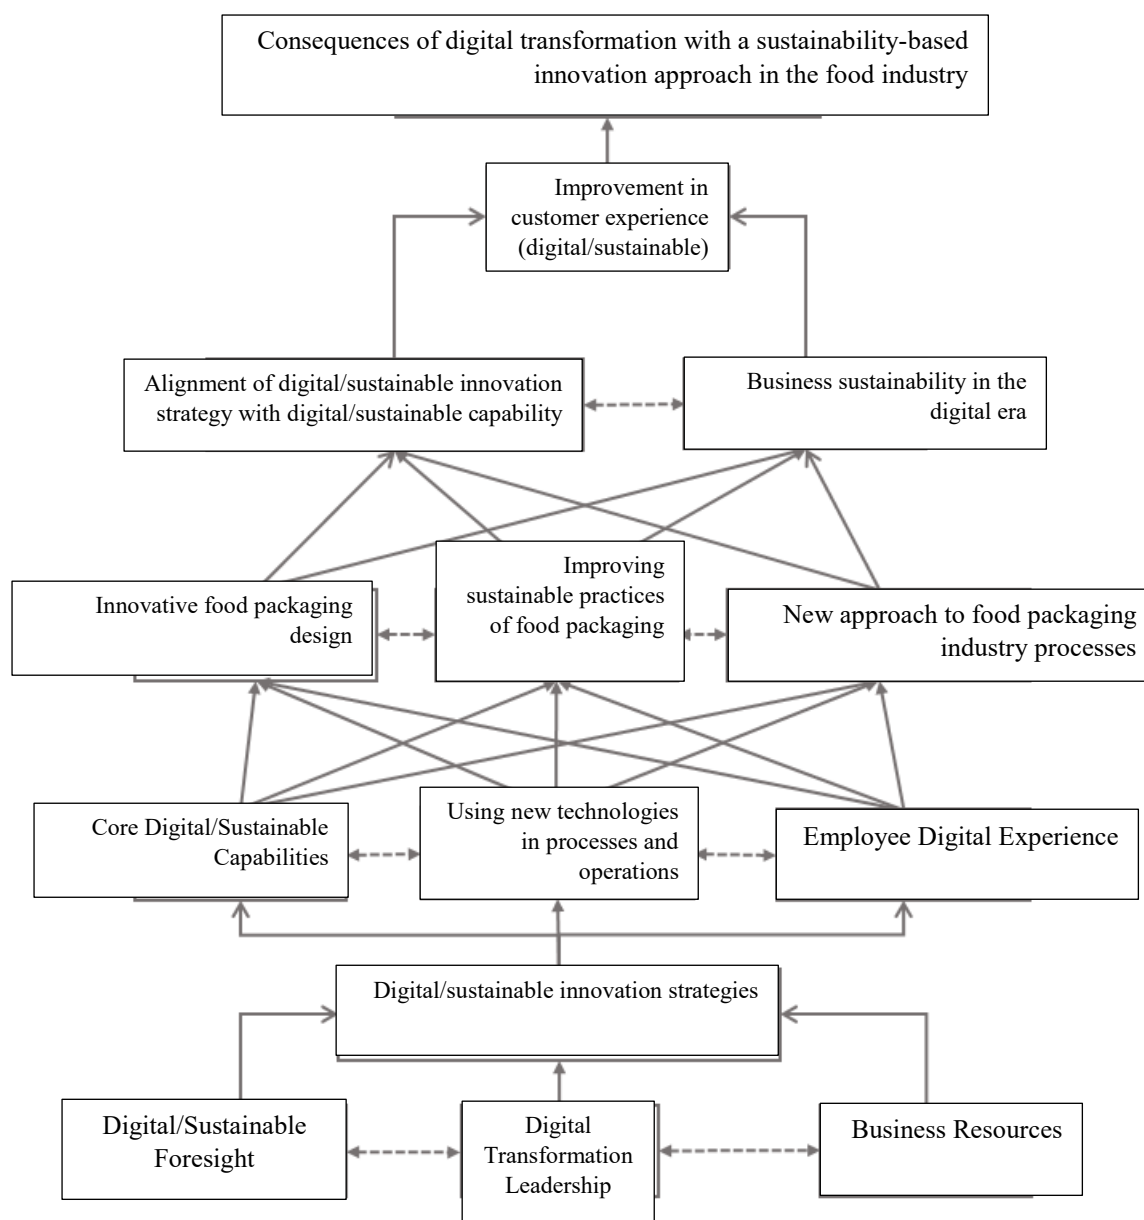 Consequences of digital transformation with a sustainability-based
innovation approach in the food industry
Improvement in
customer experience
(digital/sustainable)
Alignment of digital/sustainable innovation
strategy with digital/sustainable capability
Business sustainability in the
digital era
Innovative food packaging
design
Improving
sustainable practices
of food packaging
New approach to food packaging
industry processes
Core Digital/Sustainable
Capabilities
Using new technologies
in processes and
operations
Employee Digital Experience
Digital/sustainable innovation strategies
Digital/Sustainable
Foresight
Digital
Transformation
Leadership
Business Resources